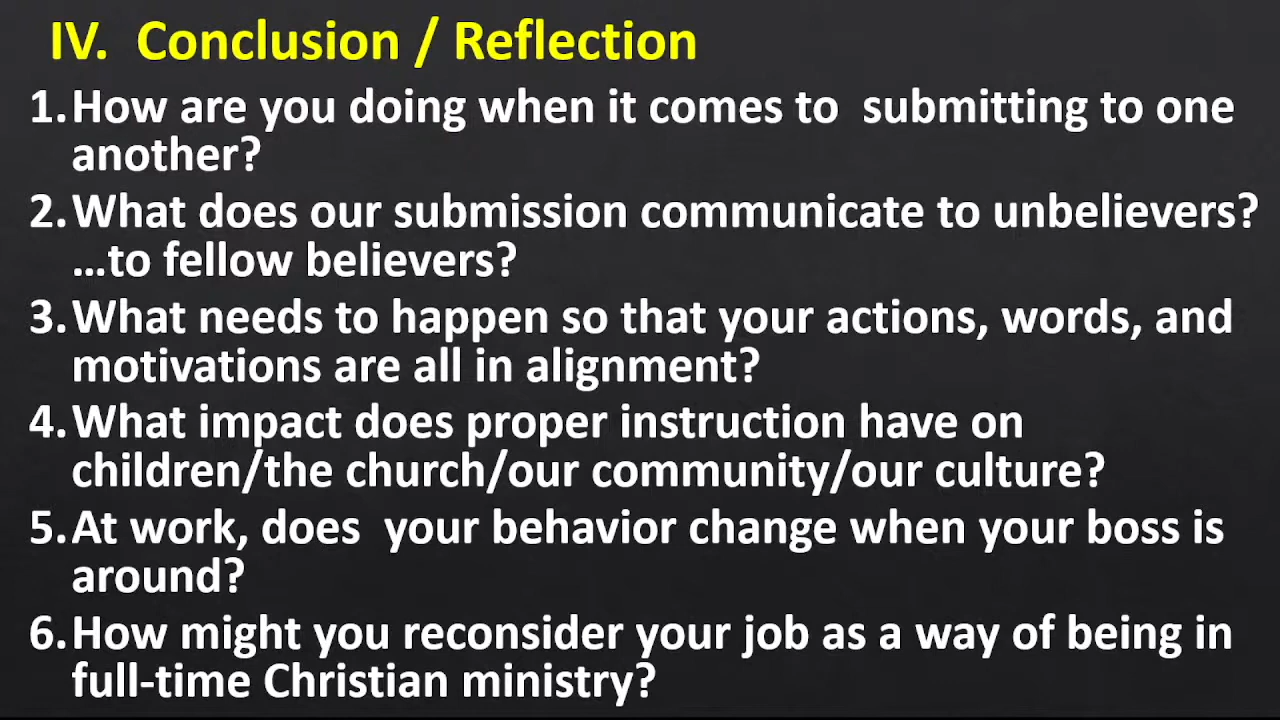 IV. Conclusion / Reflection
1. How are you doing when it comes to submitting to one
another?
2. What does our submission communicate to unbelievers?
...to fellow believers?
3. What needs to happen so that your actions, words, and
motivations are all in alignment?
4. What impact does proper instruction have on
children/the church/our community/our culture?
5. At work, does your behavior change when your boss is
around?
6. How might you reconsider your job as a way of being in
full-time Christian ministry?